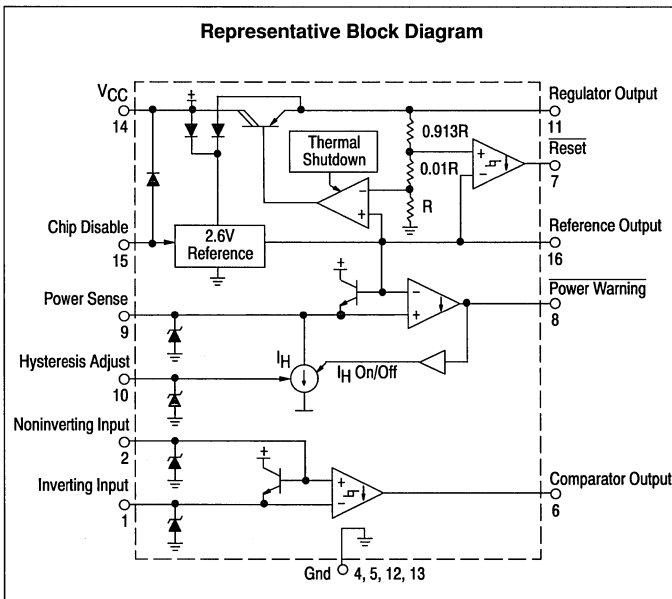 Representative Block Diagram
VCC
14
Regulator Output
11
0.913R
Thermal
Shutdown
0.01R
Reset
7
R
Chip Disable
15
2.6V
Reference
Reference Output
16
Power Sense
9
Power Warning
8
Hysteresis Adjust
10
IH
IH On/Off
Noninverting Input
2
Inverting Input
1
Comparator Output
6
Gnd
4, 5, 12, 13